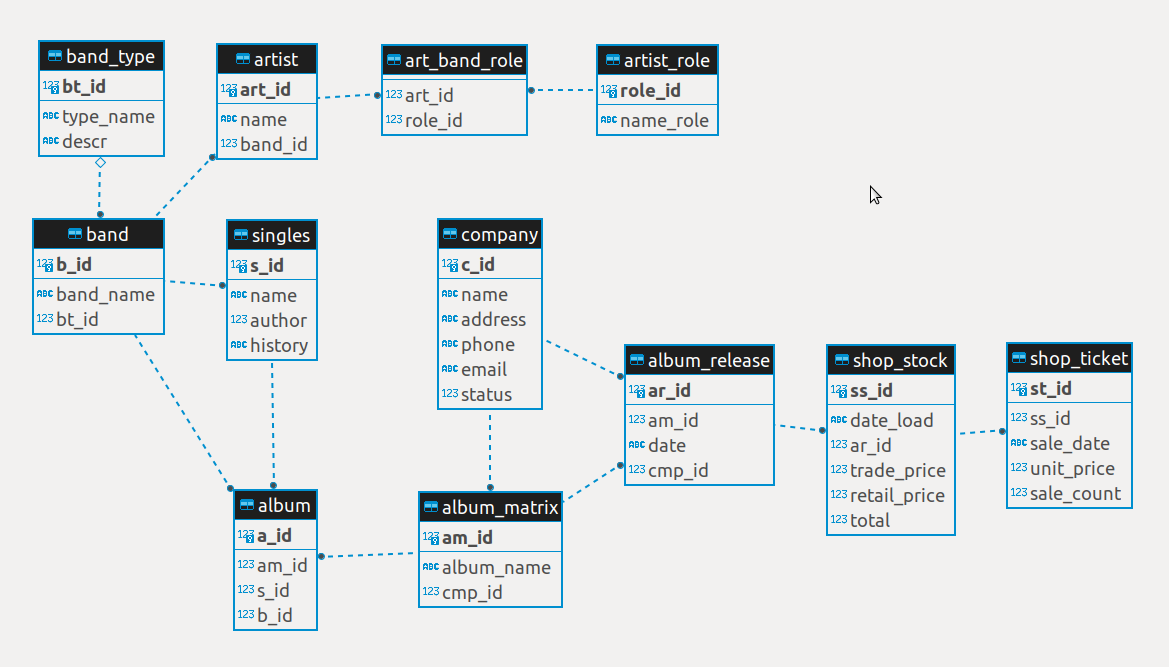 band_type
123 bt_id
ABC type_name
ABC descr
artist
123 art_id
ABC name
123 band_id
art_band_role
123 art_id
123 role_id
artist_role
123 role_id
ABC name_role
band
123 b_id
ABC band_name
123 bt_id
singles
123 s_id
ABC name
123 author
ABC history
company
123 c_id
ABC name
ABC address
ABC phone
ABC email
123 status
album_release
123 ar_id
123 am_id
ABC date
123 cmp_id
shop_stock
123 ss_id
ABC date_load
123 ar_id
123 trade_price
123 retail_price
123 total
shop_ticket
123 st_id
123 ss_id
ABC sale_date
123 unit_price
123 sale_count
album
123 a_id
123 am_id
123 s_id
123 b_id
album_matrix
123 am_id
ABC album_name
123 cmp_id